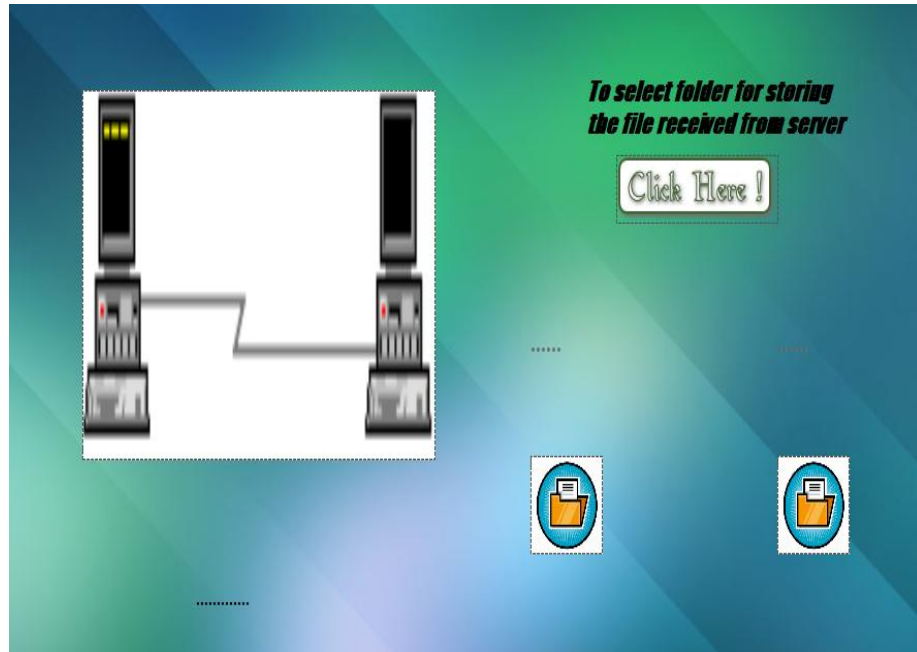 To select folder for storing
the file received from server
Click Here !
......
......
.............